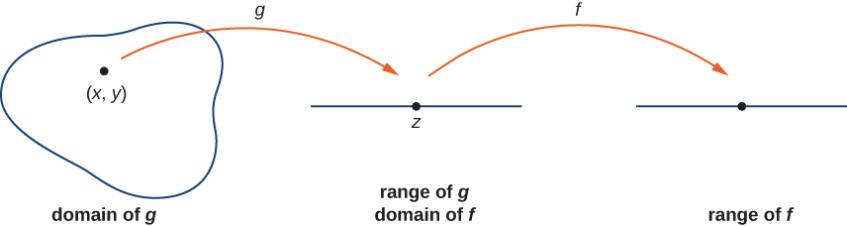 g
f
(x, y)
z
domain of g
range of g
domain of f
range of f